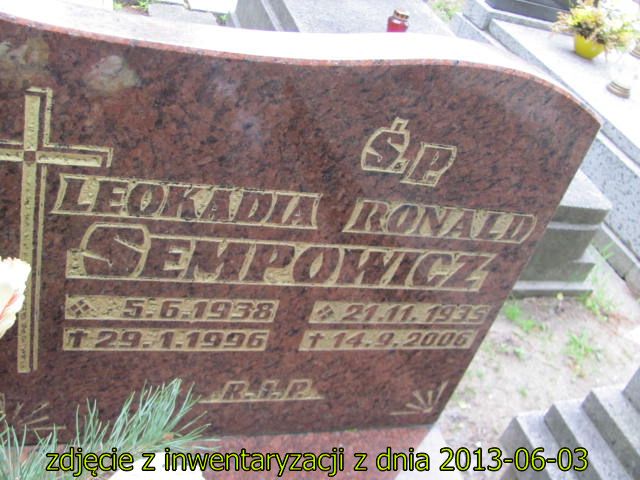 Ś.P
LEOKADIA RONALD
SEMPOWICZ
5.6.1938 21.11.1935
†29.1.1996 †14.9.2006
R.I.P.
zdjęcie z inwentaryzacji z dnia 2013-06-03